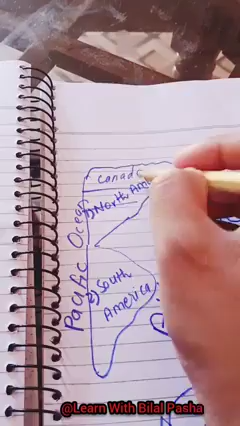 Canada
1) North Ame
Pacific Ocean
2) South
America
@Learn With Bilal Pasha